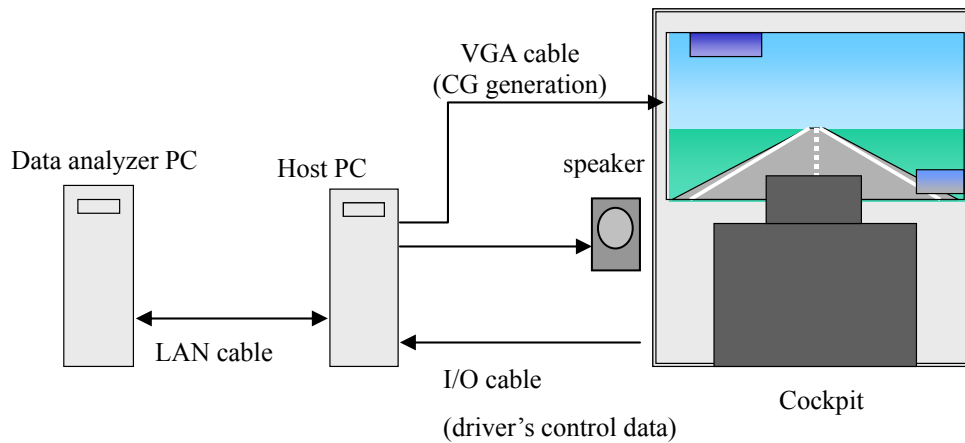 VGA cable
(CG generation)
Data analyzer PC
Host PC
speaker
LAN cable
I/O cable
(driver’s control data)
Cockpit